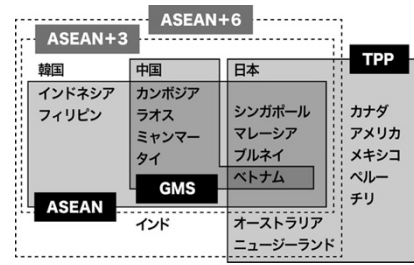 ASEAN+6
ASEAN+3
TPP
韓国 中国 日本
インドネシア カンボジア
フィリピン ラオス シンガポール カナダ
ミャンマー マレーシア アメリカ
タイ ブルネイ メキシコ
GMS ベトナム ペルー
ASEAN チリ
インド オーストラリア
ニュージーランド